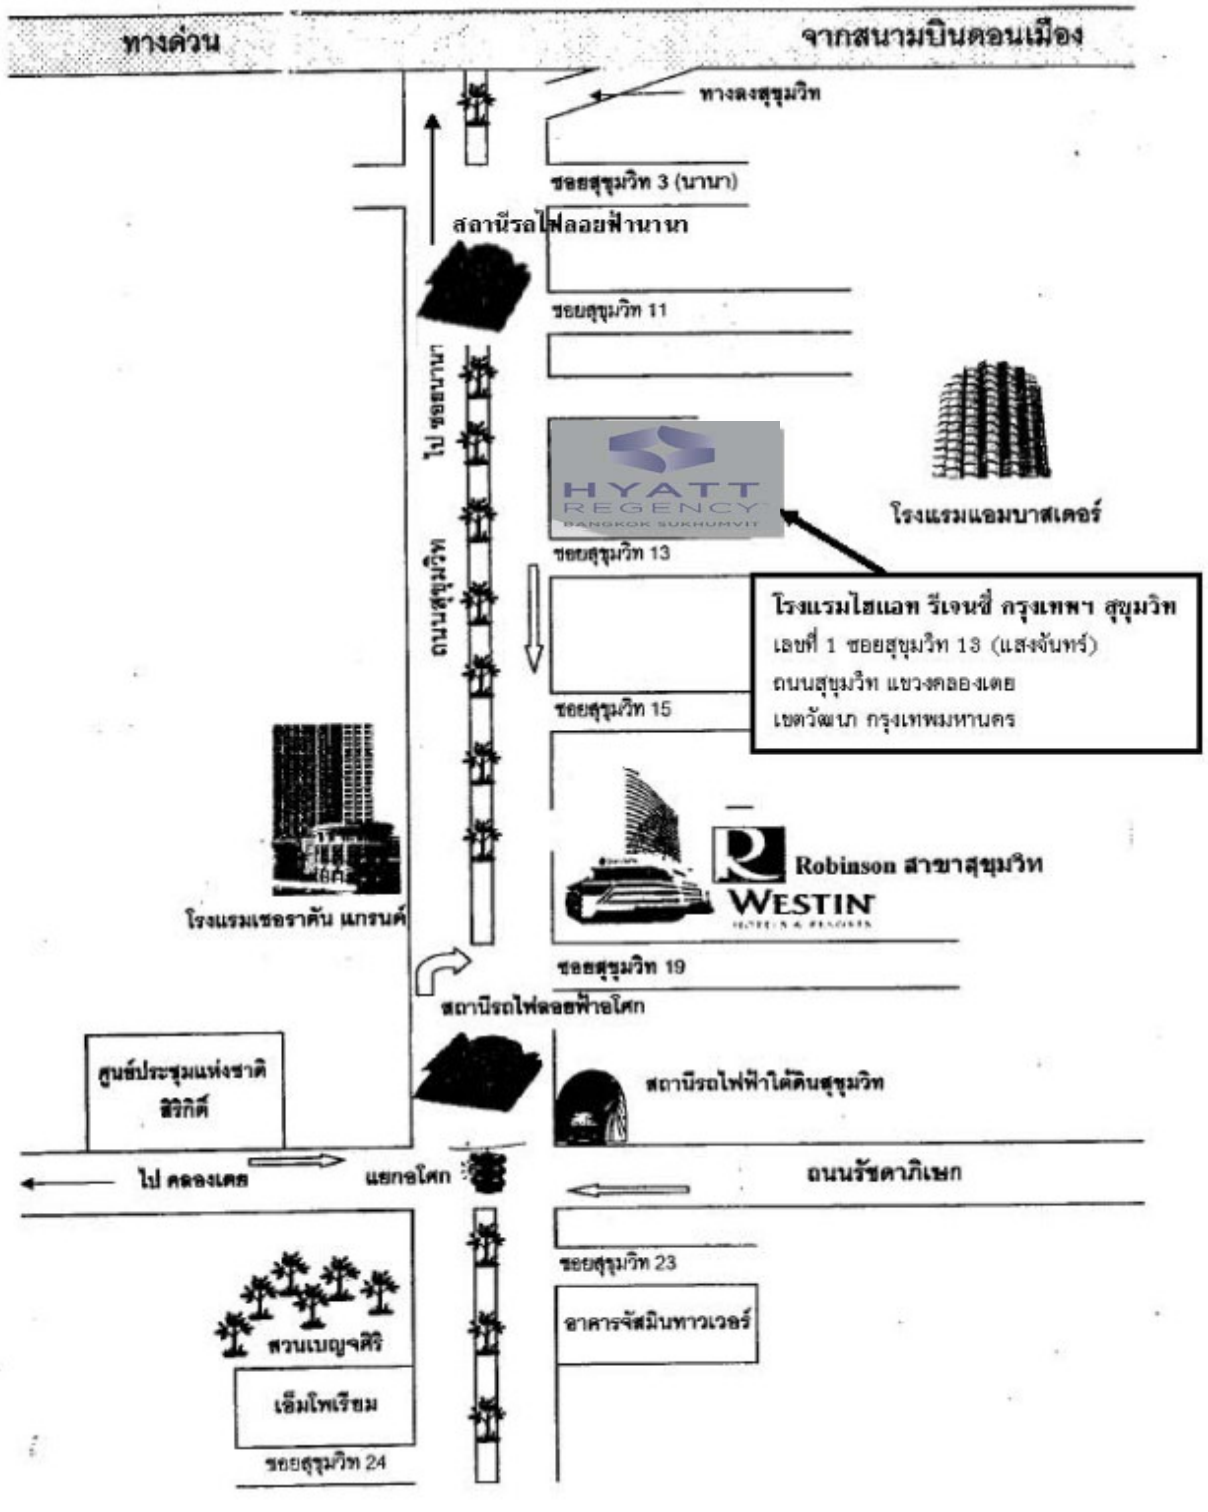 ทางด่วน
จากสนามบินดอนเมือง
ทางลงสุขุมวิท
ซอยสุขุมวิท 3 (นานา)
สถานีรถไฟลอยฟ้านานา
ซอยสุขุมวิท 11
ไป ซอยนานา
HYATT
REGENCY
BANGKOK SUKHUMVIT
โรงแรมแอมบาสเดอร์
ซอยสุขุมวิท 13
ถนนสุขุมวิท
โรงแรมไฮแอท รีเจนซี่ กรุงเทพฯ สุขุมวิท
เลขที่ 1 ซอยสุขุมวิท 13 (แสงจันทร์)
ถนนสุขุมวิท แขวงคลองเตย
เขตวัฒนา กรุงเทพมหานคร
ซอยสุขุมวิท 15
R
Robinson สาขาสุขุมวิท
WESTIN
HOTELS & RESORTS
โรงแรมเชอราตัน แกรนด์
ซอยสุขุมวิท 19
สถานีรถไฟลอยฟ้าอโศก
ศูนย์ประชุมแห่งชาติ
สิริกิติ์
สถานีรถไฟฟ้าใต้ดินสุขุมวิท
ไป คลองเตย
แยกอโศก
ถนนรัชดาภิเษก
ซอยสุขุมวิท 23
อาคารจัสมินทาวเวอร์
สวนเบญจศิริ
เอ็มโพเรียม
ซอยสุขุมวิท 24